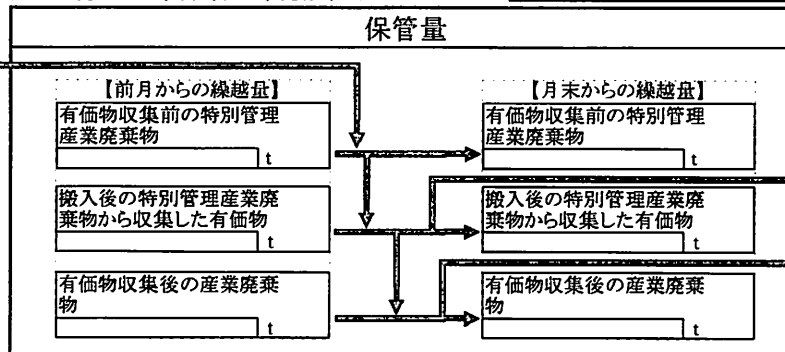 保管量
【前月からの繰越量】
有価物収集前の特別管理
産業廃棄物
t
搬入後の特別管理産業廃
棄物から収集した有価物
t
有価物収集後の産業廃棄
物
t
【月末からの繰越量】
有価物収集前の特別管理
産業廃棄物
t
搬入後の特別管理産業廃
棄物から収集した有価物
t
有価物収集後の産業廃棄
物
t